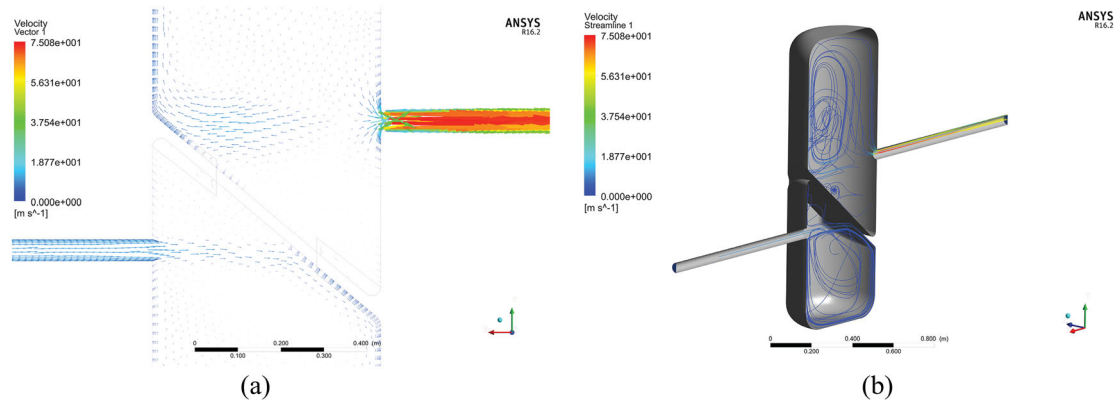 Velocity
Vector 1
7.508e+001
5.631e+001
3.754e+001
1.877e+001
0.000e+000
[m s^-1]
ANSYS
R16.2
0
0.200
0.400 (m)
0.100
0.300
(a)
Velocity
Streamline 1
7.508e+001
5.631e+001
3.754e+001
1.877e+001
0.000e+000
[m s^-1]
ANSYS
R16.2
0
0.400
0.800 (m)
0.200
0.600
(b)